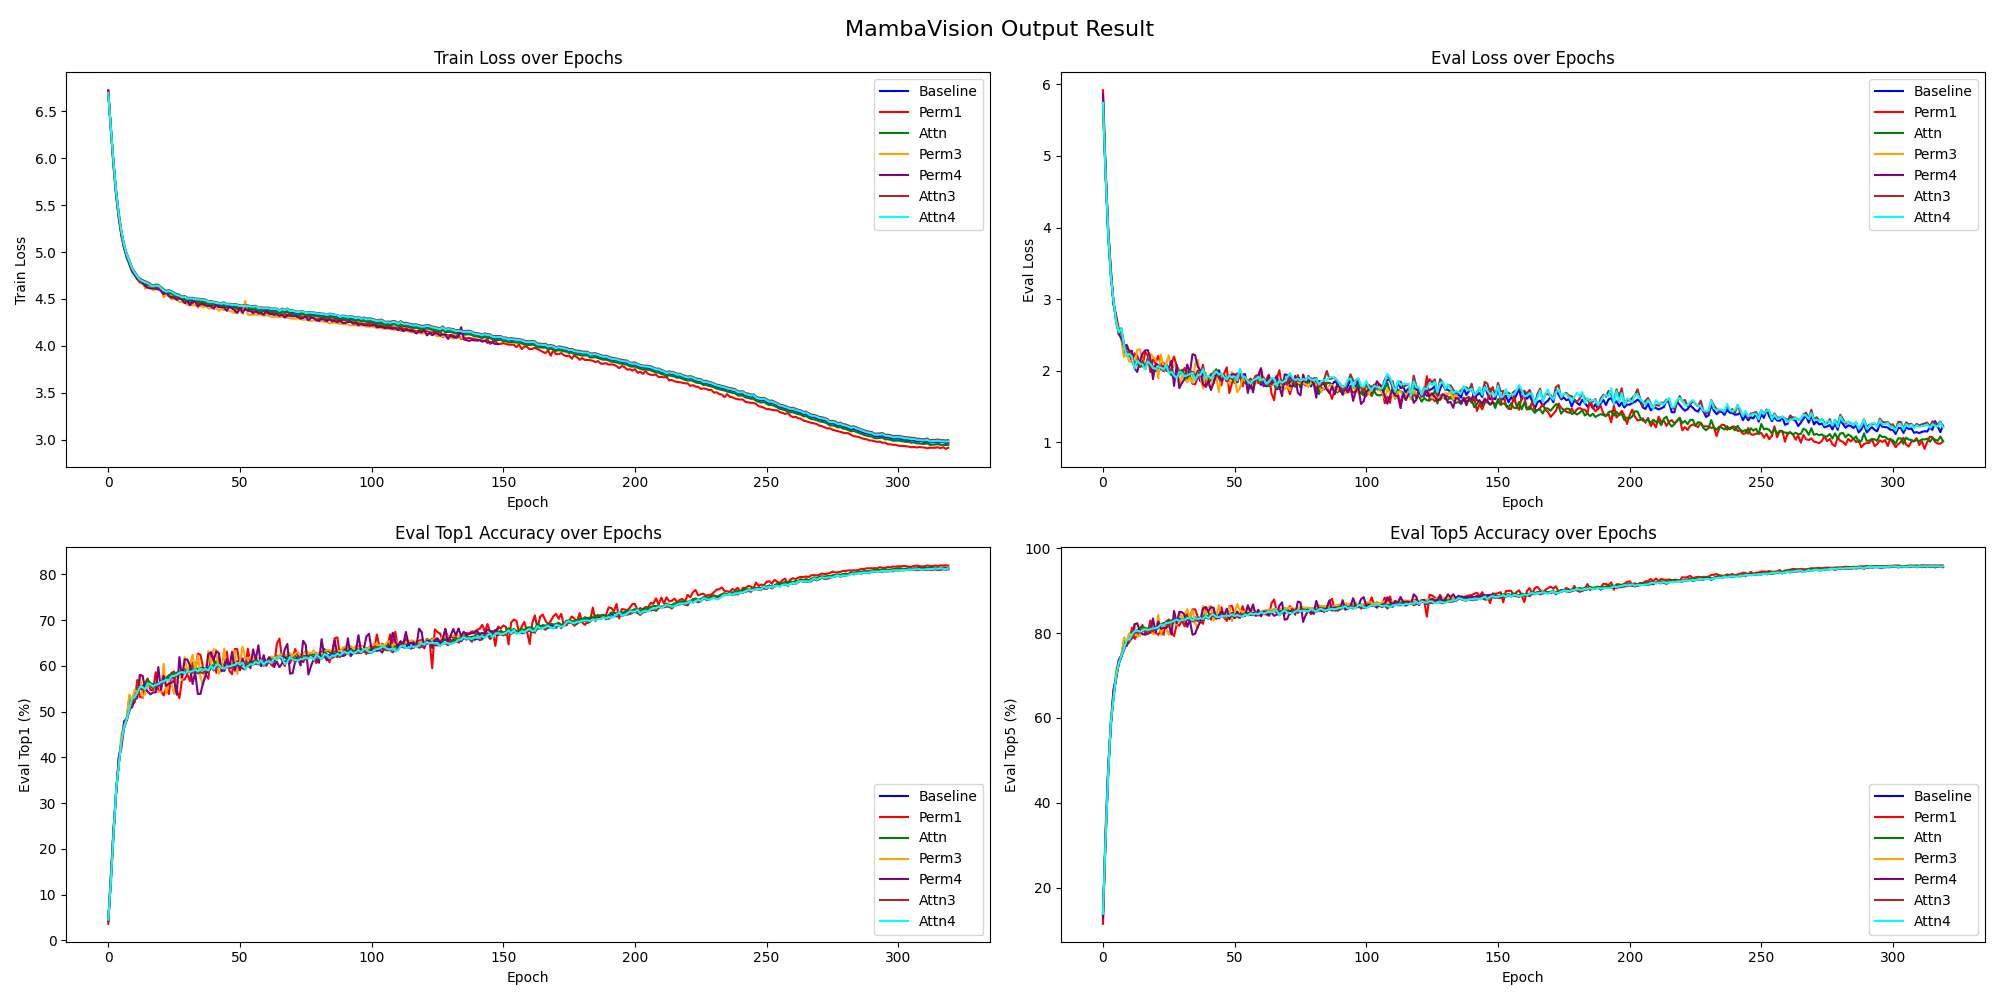 MambaVision Output Result
Train Loss over Epochs
Train Loss
6.5
6.0
5.5
5.0
4.5
4.0
3.5
3.0
0 50 100 150 200 250 300
Epoch
Baseline
Perm1
Attn
Perm3
Perm4
Attn3
Attn4
Eval Loss over Epochs
Eval Loss
6
5
4
3
2
1
0 50 100 150 200 250 300
Epoch
Baseline
Perm1
Attn
Perm3
Perm4
Attn3
Attn4
Eval Top1 Accuracy over Epochs
Eval Top1 (%)
80
70
60
50
40
30
20
10
0
0 50 100 150 200 250 300
Epoch
Baseline
Perm1
Attn
Perm3
Perm4
Attn3
Attn4
Eval Top5 Accuracy over Epochs
Eval Top5 (%)
100
80
60
40
20
0 50 100 150 200 250 300
Epoch
Baseline
Perm1
Attn
Perm3
Perm4
Attn3
Attn4